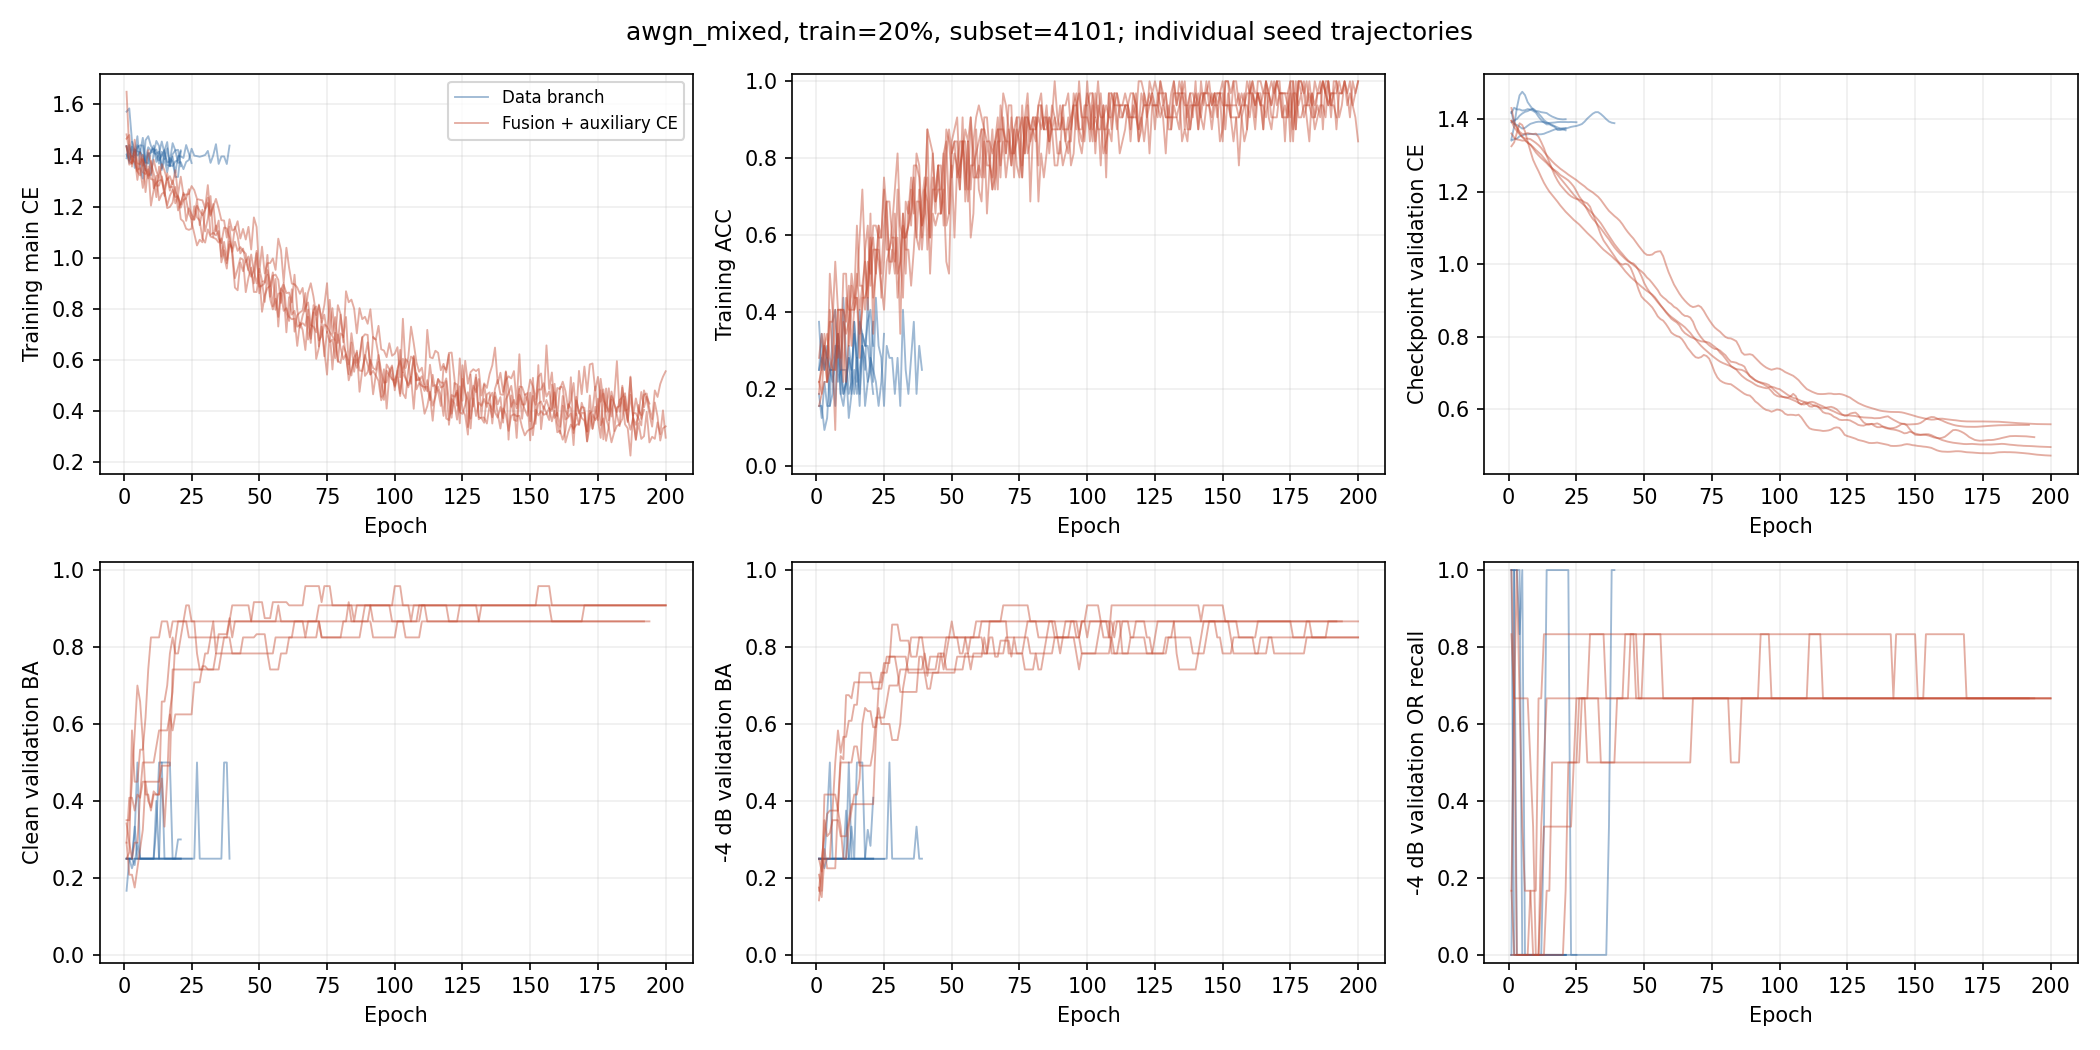 awgn_mixed, train=20%, subset=4101; individual seed trajectories
Training main CE
1.6
1.4
1.2
1.0
0.8
0.6
0.4
0.2
Data branch
Fusion + auxiliary CE
0 25 50 75 100 125 150 175 200
Epoch
Training ACC
1.0
0.8
0.6
0.4
0.2
0.0
0 25 50 75 100 125 150 175 200
Epoch
Checkpoint validation CE
1.4
1.2
1.0
0.8
0.6
0 25 50 75 100 125 150 175 200
Epoch
Clean validation BA
1.0
0.8
0.6
0.4
0.2
0.0
0 25 50 75 100 125 150 175 200
Epoch
-4 dB validation BA
1.0
0.8
0.6
0.4
0.2
0.0
0 25 50 75 100 125 150 175 200
Epoch
-4 dB validation OR recall
1.0
0.8
0.6
0.4
0.2
0.0
0 25 50 75 100 125 150 175 200
Epoch